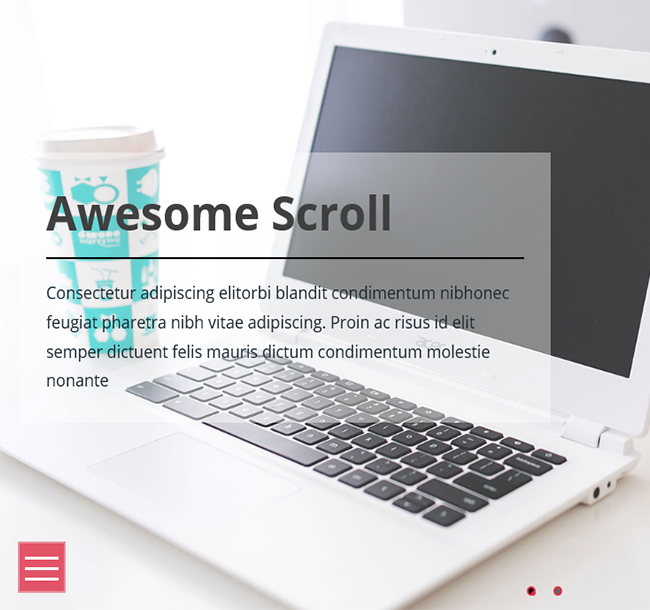 Awesome Scroll
Consectetur adipiscing elitorbi blandit condimentum nibhonec
feugiat pharetra nibh vitae adipiscing. Proin ac risus id elit
semper dictuent felis mauris dictum condimentum molestie
nonante
acer